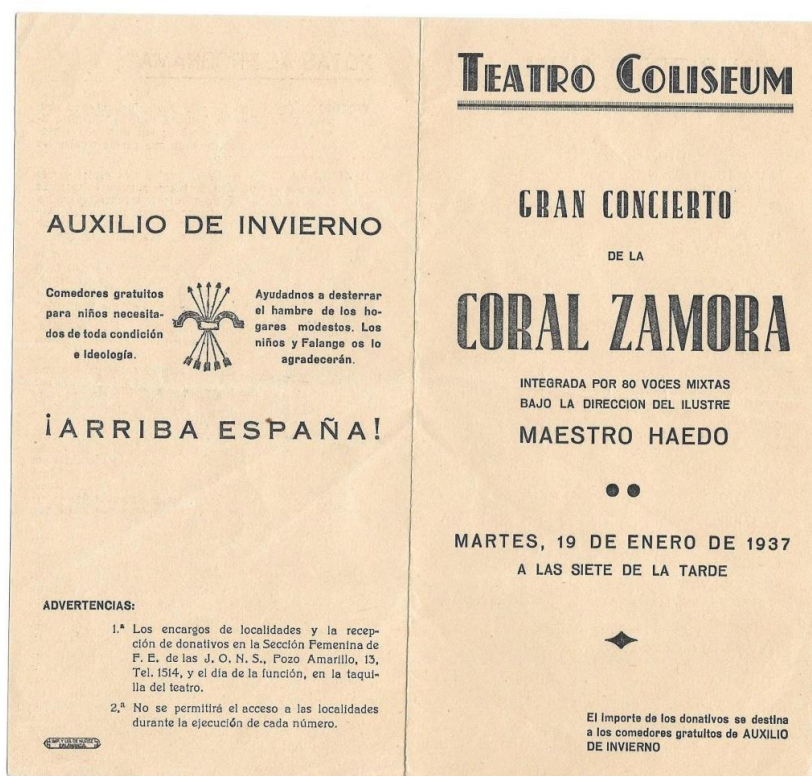 AUXILIO DE INVIERNO
Comedores gratuitos
para niños necesita-
dos de toda condición
e Ideología.
Ayudadnos a desterrar
el hambre de los ho-
gares modestos. Los
niños y Falange os lo
agradecerán.
¡ARRIBA ESPAÑA!
ADVERTENCIAS:
1.ª Los encargos de localidades y la recep-
ción de donativos en la Sección Femenina de
F. E. de las J. O. N. S., Pozo Amarillo, 13,
Tel. 1514, y el día de la función, en la taqui-
lla del teatro.
2.ª No se permitirá el acceso a las localidades
durante la ejecución de cada número.
SALAMANCA
TEATRO COLISEUM
GRAN CONCIERTO
DE LA
CORAL ZAMORA
INTEGRADA POR 80 VOCES MIXTAS
BAJO LA DIRECCION DEL ILUSTRE
MAESTRO HAEDO
MARTES, 19 DE ENERO DE 1937
A LAS SIETE DE LA TARDE
El importe de los donativos se destina
a los comedores gratuitos de AUXILIO
DE INVIERNO